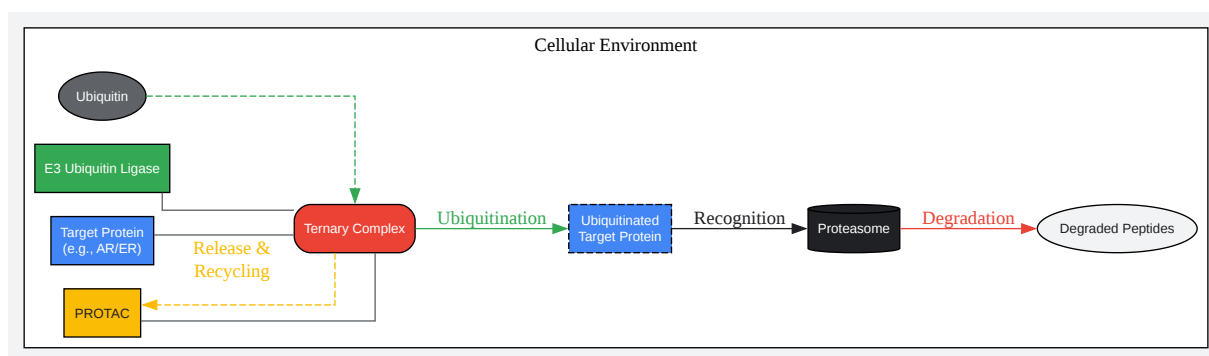 Cellular Environment
Ubiquitin
E3 Ubiquitin Ligase
Target Protein
(e.g., AR/ER)
Release &
Recycling
PROTAC
Ternary Complex
Ubiquitination
Ubiquitinated
Target Protein
Recognition
Proteasome
Degradation
Degraded Peptides